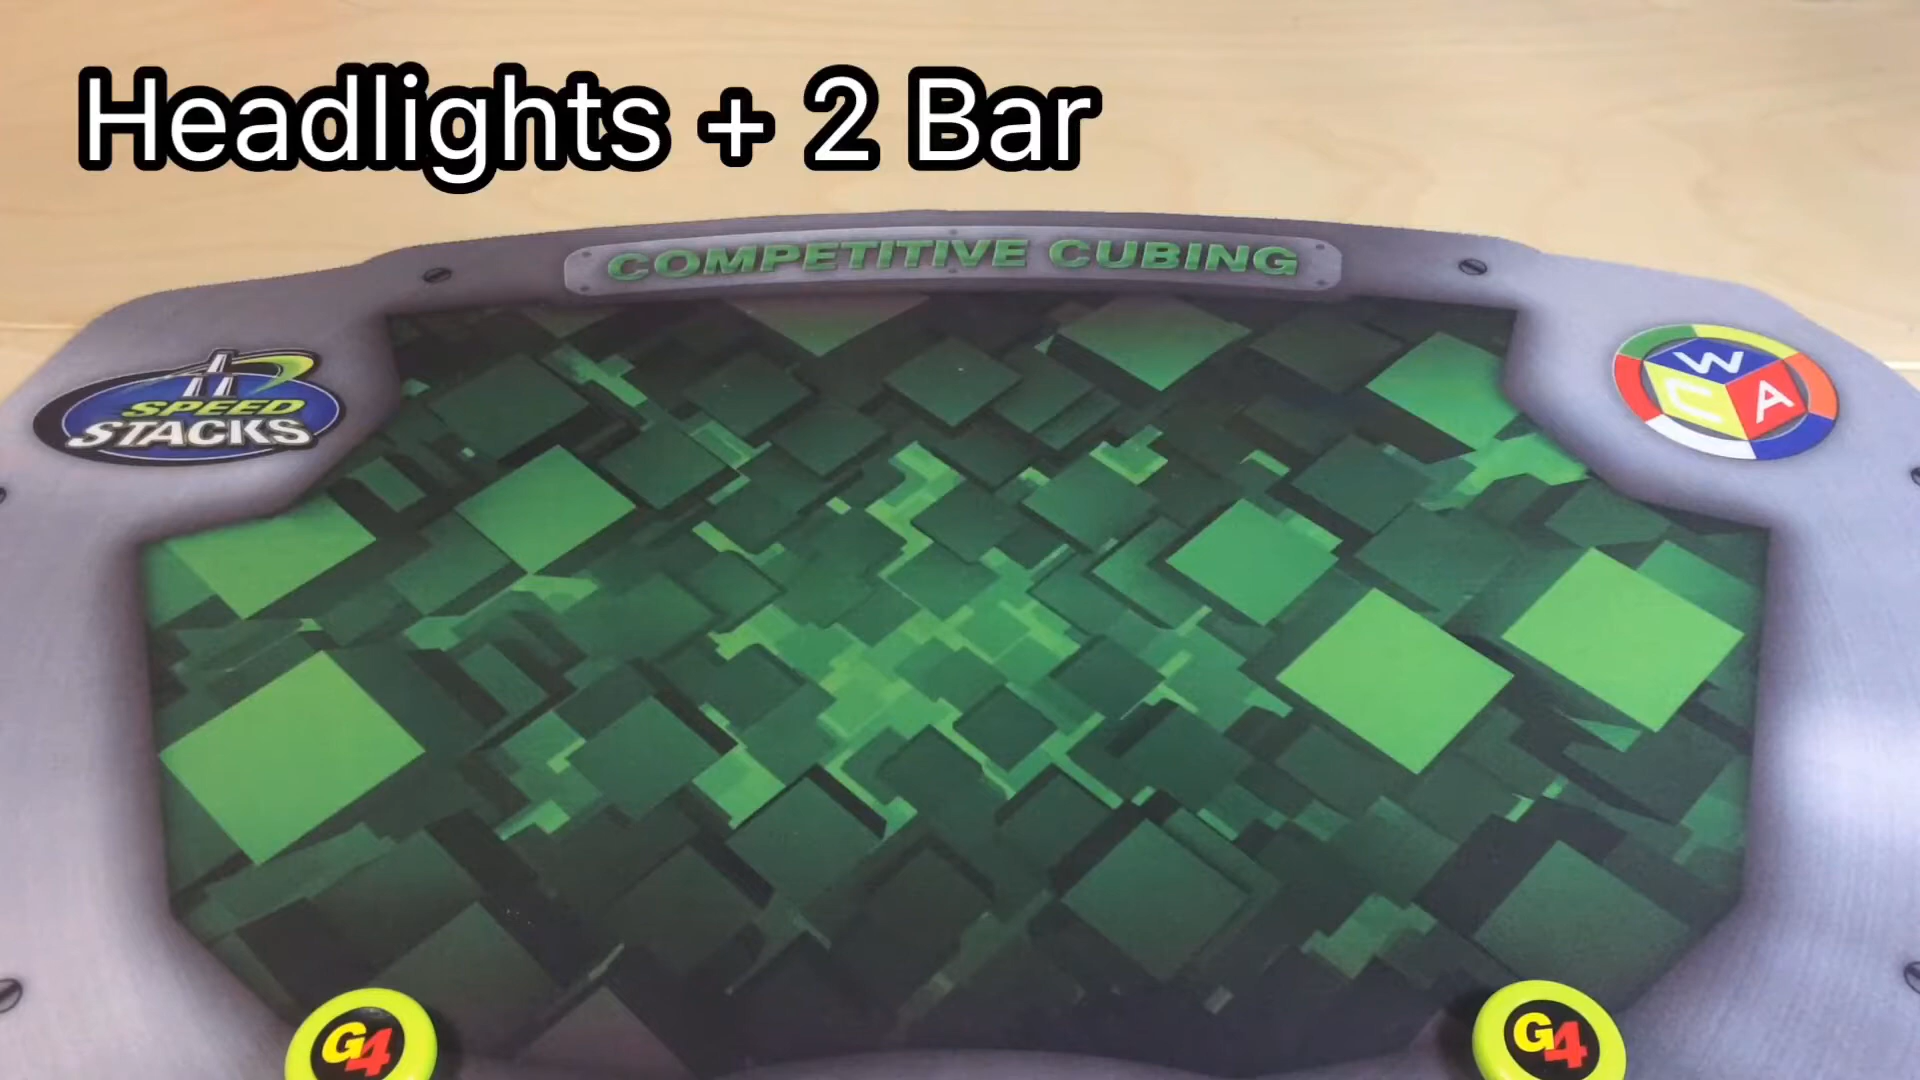 Headlights + 2 Bar
COMPETITIVE CUBING
SPEED
STACKS
W
C A
G4
G4